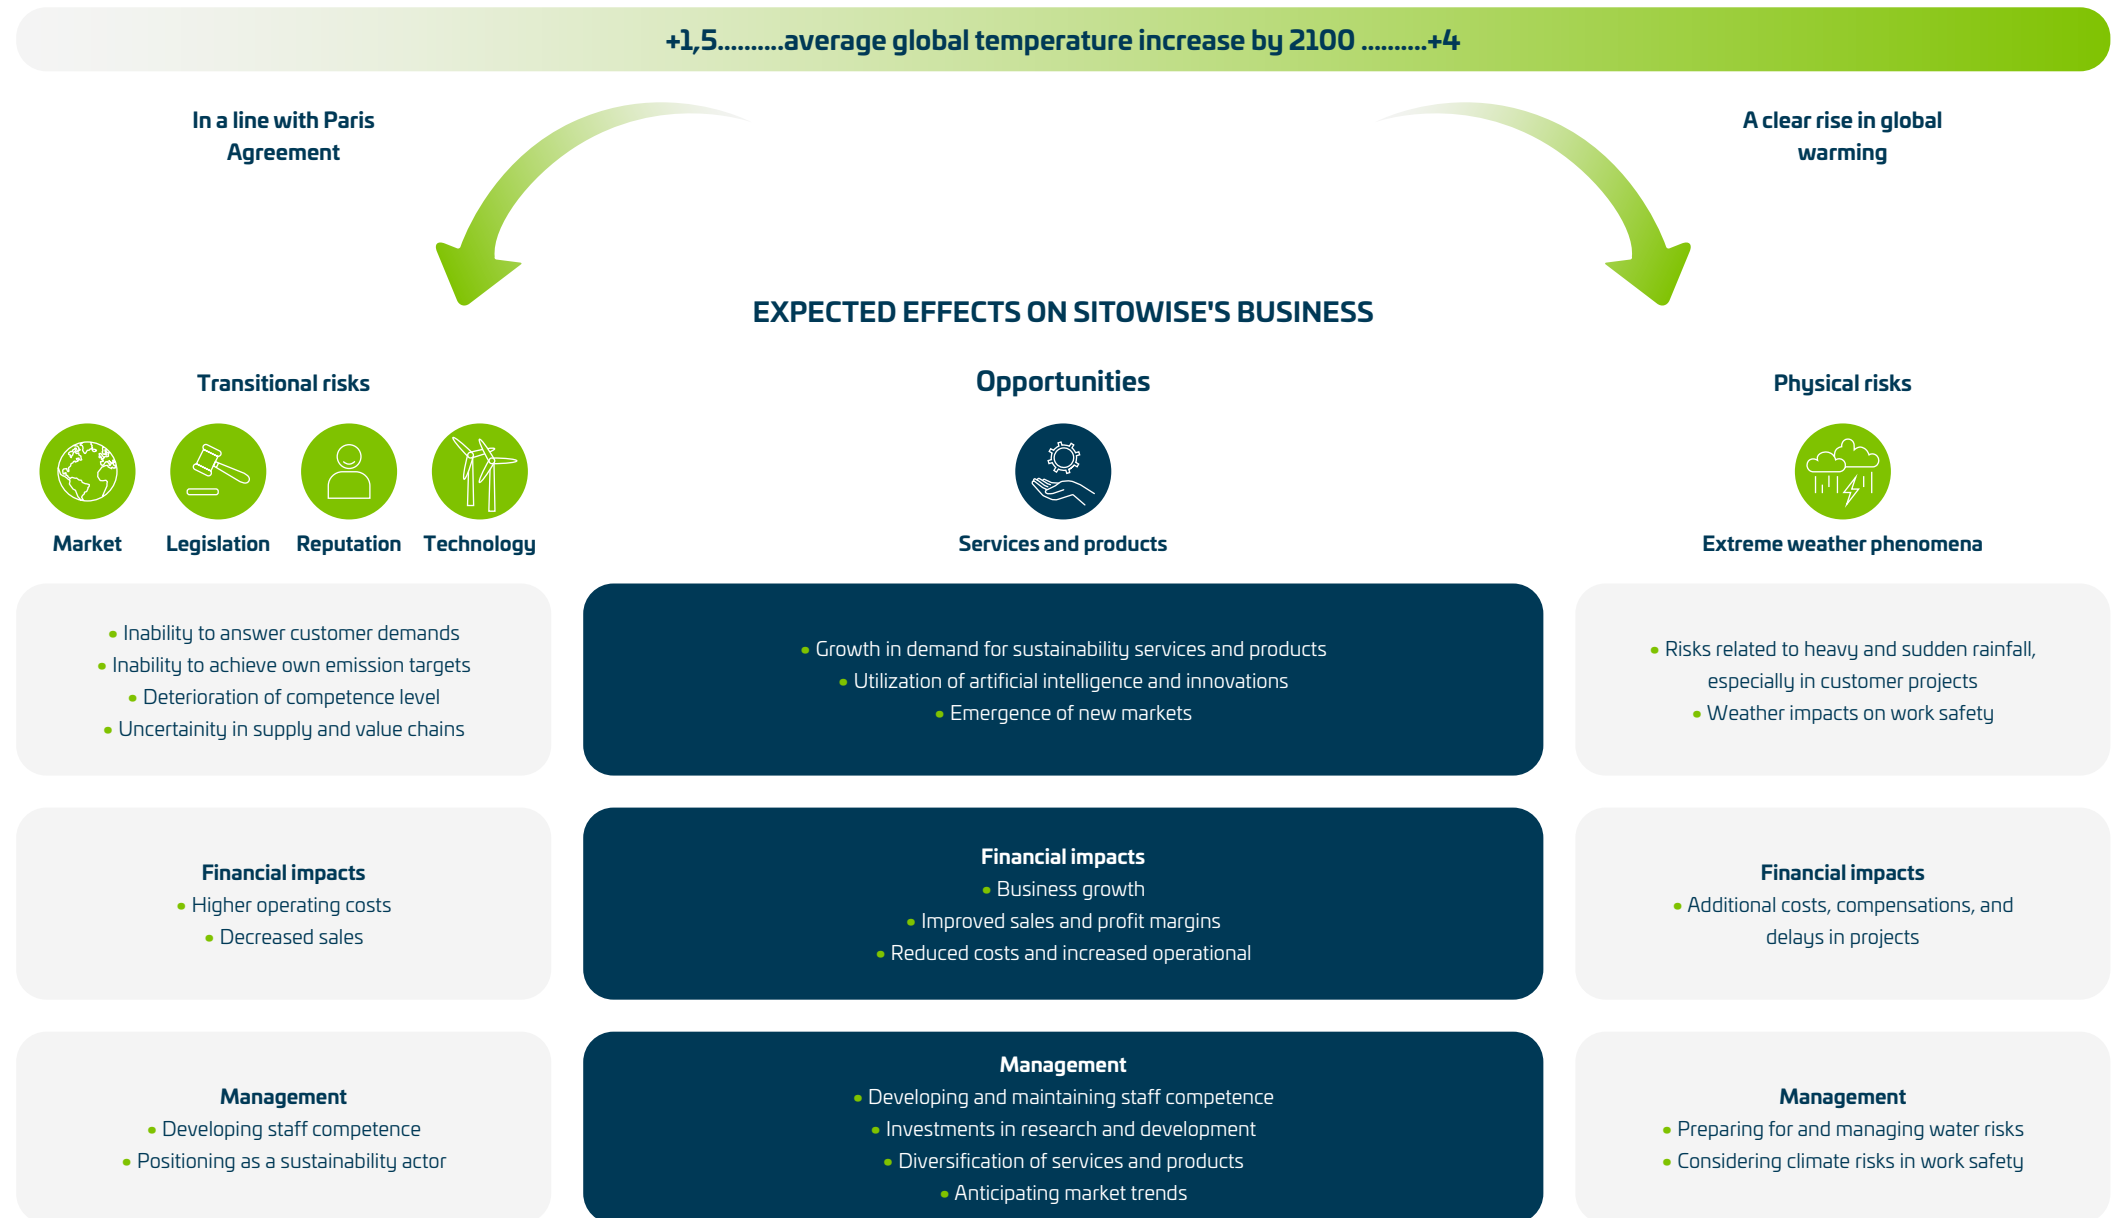 +1,5..........average global temperature increase by 2100 ..........+4
In a line with Paris
Agreement
A clear rise in global
warming
EXPECTED EFFECTS ON SITOWISE'S BUSINESS
Transitional risks
Market
Legislation
Reputation
Technology
• Inability to answer customer demands
• Inability to achieve own emission targets
• Deterioration of competence level
• Uncertainity in supply and value chains
Financial impacts
• Higher operating costs
• Decreased sales
Management
• Developing staff competence
• Positioning as a sustainability actor
Opportunities
Services and products
• Growth in demand for sustainability services and products
• Utilization of artificial intelligence and innovations
• Emergence of new markets
Financial impacts
• Business growth
• Improved sales and profit margins
• Reduced costs and increased operational
Management
• Developing and maintaining staff competence
• Investments in research and development
• Diversification of services and products
• Anticipating market trends
Physical risks
Extreme weather phenomena
• Risks related to heavy and sudden rainfall,
especially in customer projects
• Weather impacts on work safety
Financial impacts
• Additional costs, compensations, and
delays in projects
Management
• Preparing for and managing water risks
• Considering climate risks in work safety